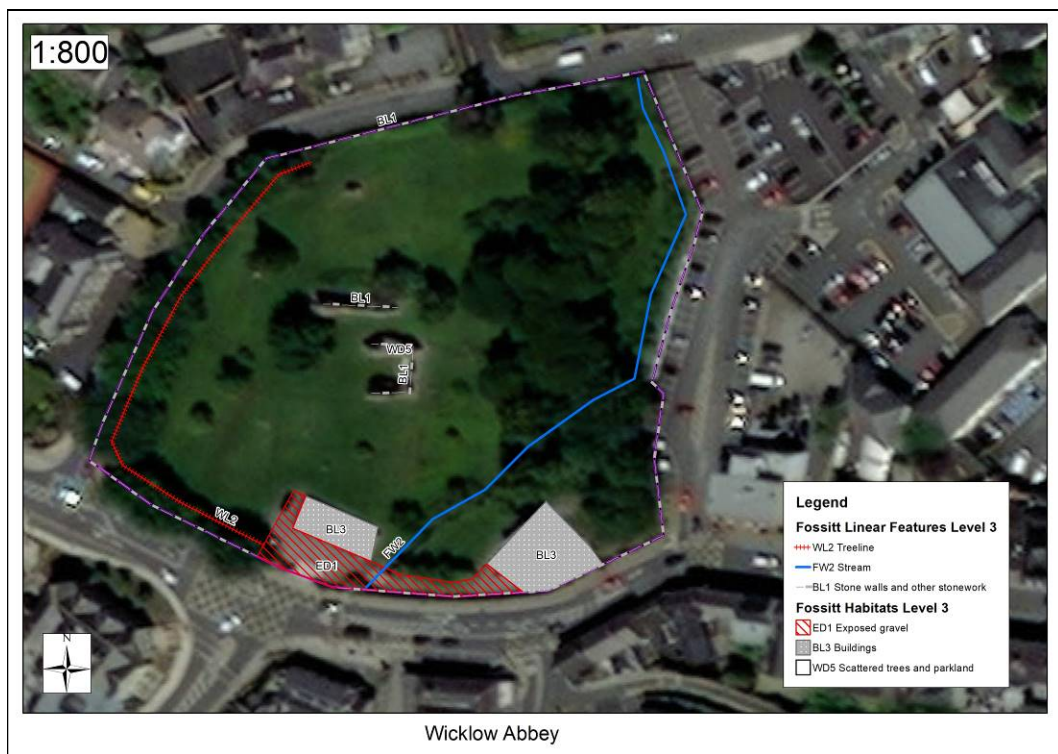 1:800
BL1
BL1
WD5
BL1
WL2
BL3
ED1
FW2
BL3
N
Legend
Fossitt Linear Features Level 3
WL2 Treeline
FW2 Stream
BL1 Stone walls and other stonework
Fossitt Habitats Level 3
ED1 Exposed gravel
BL3 Buildings
WD5 Scattered trees and parkland
Wicklow Abbey